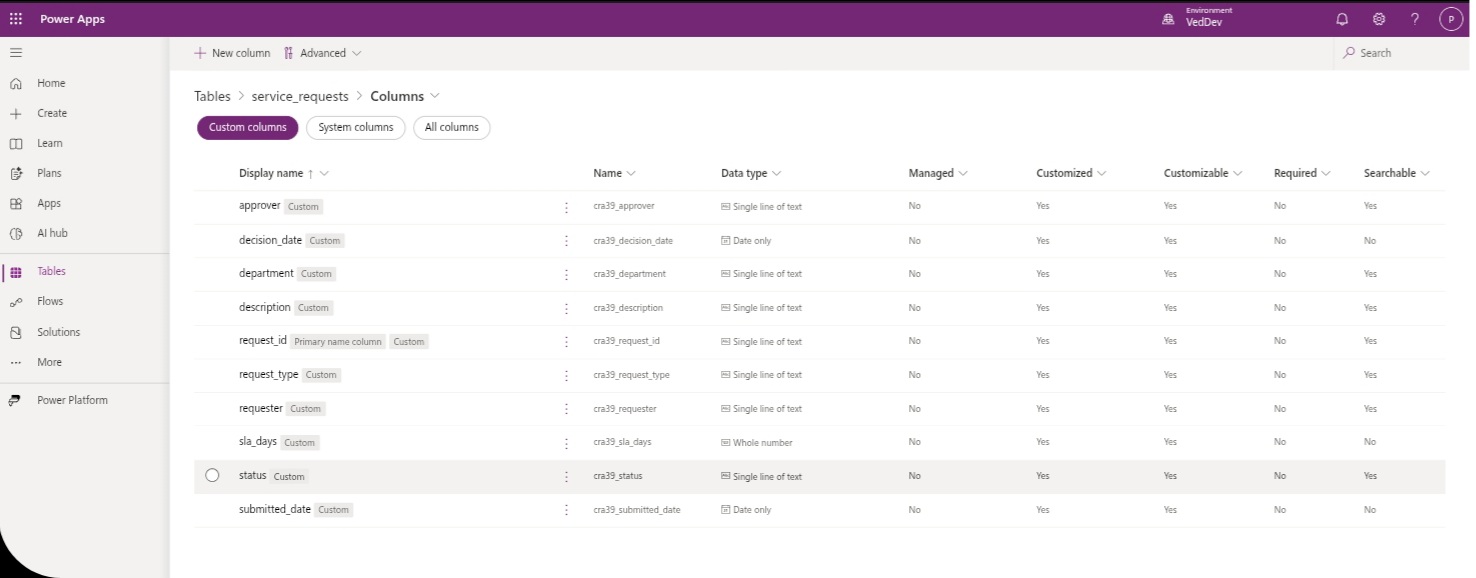 Power Apps
Environment
VedDev
?
P
New column
Advanced
Search
Home
Create
Learn
Plans
Apps
AI hub
Tables
Flows
Solutions
More
Power Platform
Tables > service_requests > Columns
Custom columns System columns All columns
Display name ↑ Name Data type Managed Customized Customizable Required Searchable
approver Custom cra39_approver Single line of text No Yes Yes No Yes
decision_date Custom cra39_decision_date Date only No Yes Yes No No
department Custom cra39_department Single line of text No Yes Yes No Yes
description Custom cra39_description Single line of text No Yes Yes No Yes
request_id Primary name column Custom cra39_request_id Single line of text No Yes Yes No Yes
request_type Custom cra39_request_type Single line of text No Yes Yes No Yes
requester Custom cra39_requester Single line of text No Yes Yes No Yes
sla_days Custom cra39_sla_days Whole number No Yes Yes No No
status Custom cra39_status Single line of text No Yes Yes No Yes
submitted_date Custom cra39_submitted_date Date only No Yes Yes No No